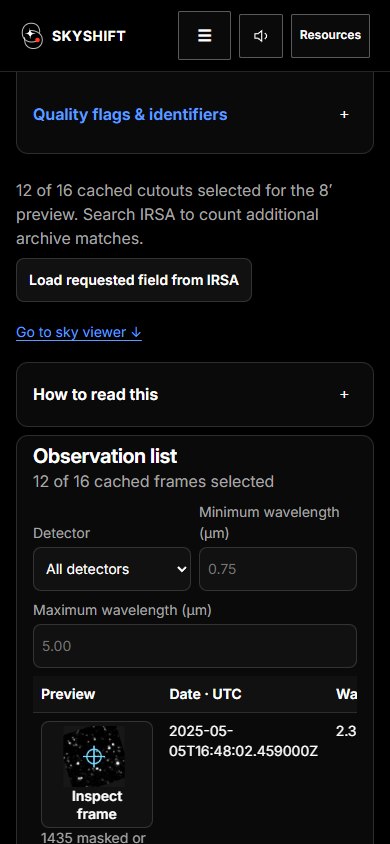 SKYSHIFT
Resources
Quality flags & identifiers
+
12 of 16 cached cutouts selected for the 8′
preview. Search IRSA to count additional
archive matches.
Load requested field from IRSA
Go to sky viewer ↓
How to read this
+
Observation list
12 of 16 cached frames selected
Detector
Minimum wavelength
(μm)
All detectors
0.75
Maximum wavelength (μm)
5.00
Preview
Date · UTC
Wa
Inspect
frame
2025-05-
05T16:48:02.459000Z
2.3
1435 masked or